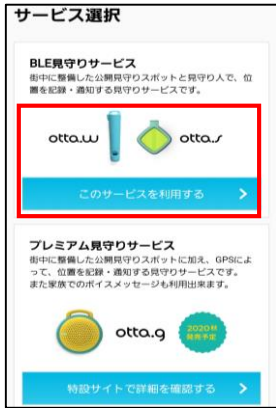 サービス選択
BLE見守りサービス
街中に整備した公開見守りスポットと見守り人で、位
置を記録・通知する見守りサービスです。
otta.w
otta.s
このサービスを利用する
プレミアム見守りサービス
街中に整備した公開見守りスポットに加え、GPSによ
って、位置を記録・通知する見守りサービスです。
また家族でのボイスメッセージも利用出来ます。
otta.g
2020秋
発売予定
特設サイトで詳細を確認する